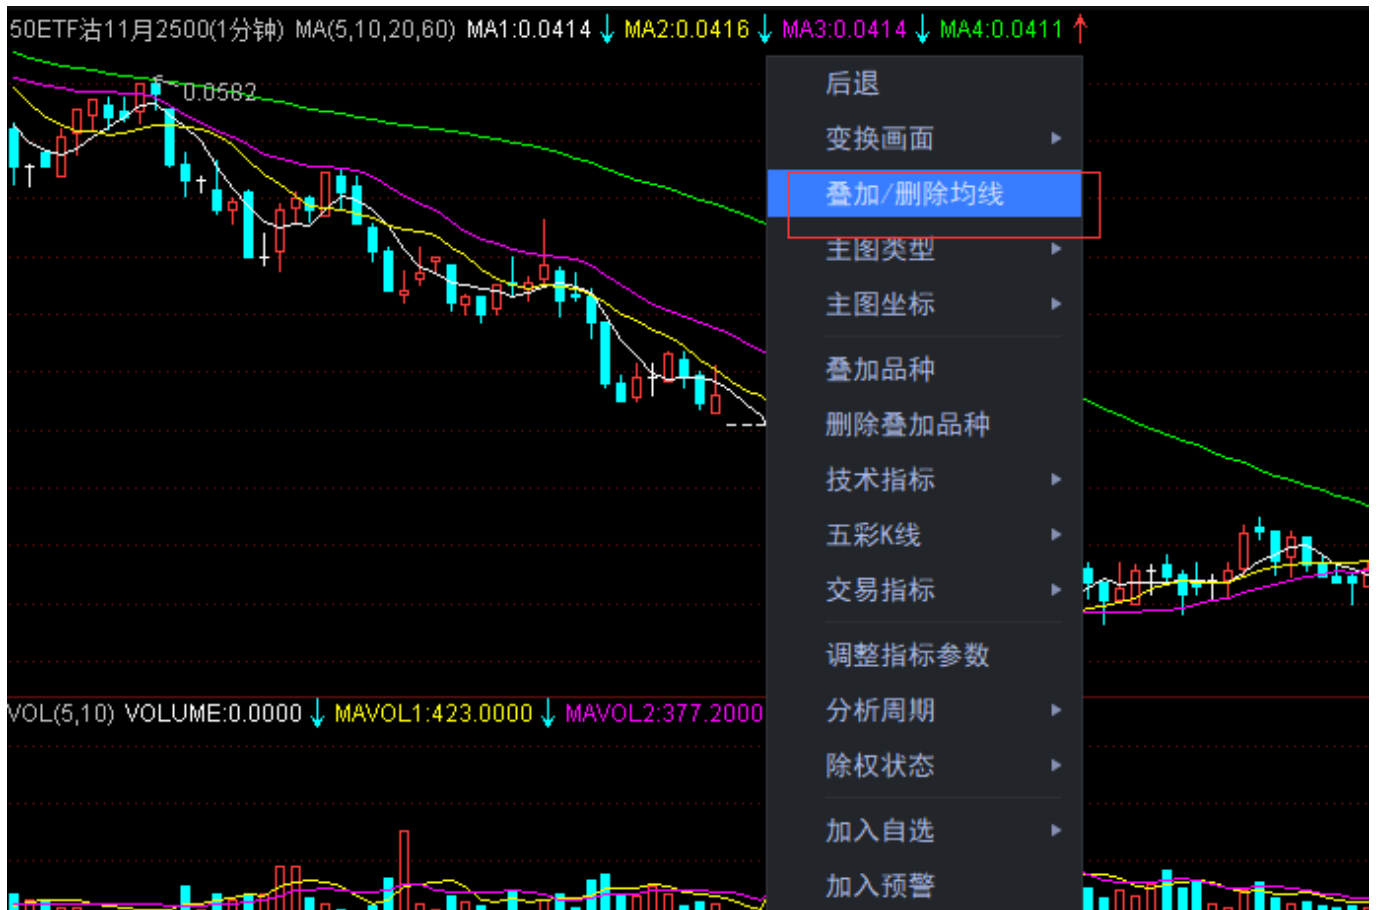 50ETF沽11月2500(1分钟) MA(5,10,20,60) MA1:0.0414 ↓ MA2:0.0416 ↓ MA3:0.0414 ↓ MA4:0.0411 ↑
0.0582
后退
变换画面
叠加/删除均线
主图类型
主图坐标
叠加品种
删除叠加品种
技术指标
五彩K线
交易指标
调整指标参数
分析周期
除权状态
加入自选
加入预警
VOL(5,10) VOLUME:0.0000 ↓ MAVOL1:423.0000 ↓ MAVOL2:377.2000